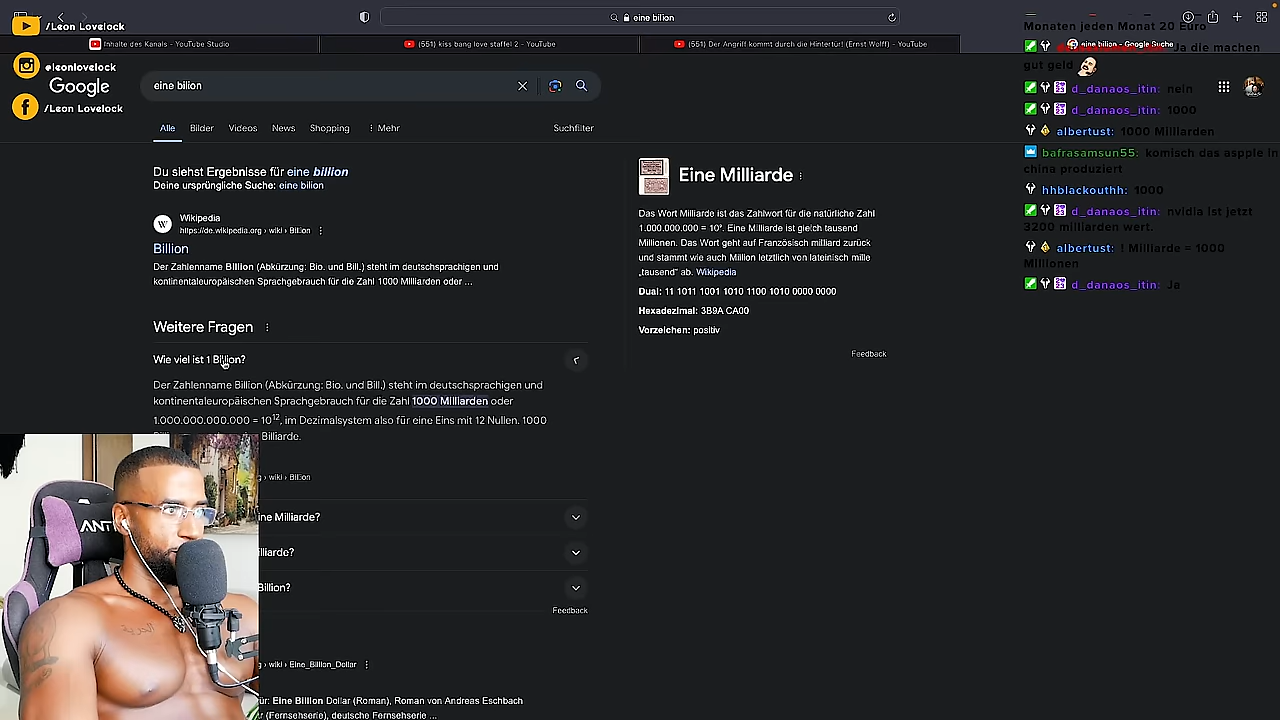 /Leon Lovelock
eine bilion
Inhalte des Kanals - YouTube Studio
(551) kiss bang love staffel 2 - YouTube
(551) Der Angriff kommt durch die Hintertür! (Ernst Wolff) - YouTube
eine bilion - Google Suche
@leonlovelock
Google
/Leon Lovelock
eine bilion
Alle
Bilder
Videos
News
Shopping
Mehr
Suchfilter
Du siehst Ergebnisse für eine billion
Deine ursprüngliche Suche: eine bilion
W
Wikipedia
https://de.wikipedia.org › wiki › Billion
Billion
Der Zahlenname Billion (Abkürzung: Bio. und Bill.) steht im deutschsprachigen und
kontinentaleuropäischen Sprachgebrauch für die Zahl 1000 Milliarden oder ...
Weitere Fragen
Wie viel ist 1 Billion?
Der Zahlenname Billion (Abkürzung: Bio. und Bill.) steht im deutschsprachigen und
kontinentaleuropäischen Sprachgebrauch für die Zahl 1000 Milliarden oder
1.000.000.000.000 = 10¹², im Dezimalsystem also für eine Eins mit 12 Nullen. 1000
Billiarde.
› wiki › Billion
ine Milliarde?
illiarde?
Billion?
Feedback
› wiki › Eine_Billion_Dollar
ür: Eine Billion Dollar (Roman), Roman von Andreas Eschbach
r (Fernsehserie), deutsche Fernsehserie ...
Eine Milliarde
Das Wort Milliarde ist das Zahlwort für die natürliche Zahl
1.000.000.000 = 10⁹. Eine Milliarde ist gleich tausend
Millionen. Das Wort geht auf Französisch milliard zurück
und stammt wie auch Million letztlich von lateinisch mille
„tausend“ ab. Wikipedia
Dual: 11 1011 1001 1010 1100 1010 0000 0000
Hexadezimal: 3B9A CA00
Vorzeichen: positiv
Feedback
Monaten jeden Monat 20 Euro
Ja die machen
gut geld
d_danaos_itin: nein
d_danaos_itin: 1000
albertust: 1000 Milliarden
bafrasamsun55: komisch das aspple in
china produziert
hhblackouthh: 1000
d_danaos_itin: nvidia ist jetzt
3200 milliarden wert.
albertust: ! Milliarde = 1000
Millionen
d_danaos_itin: Ja
ANT
الحرية